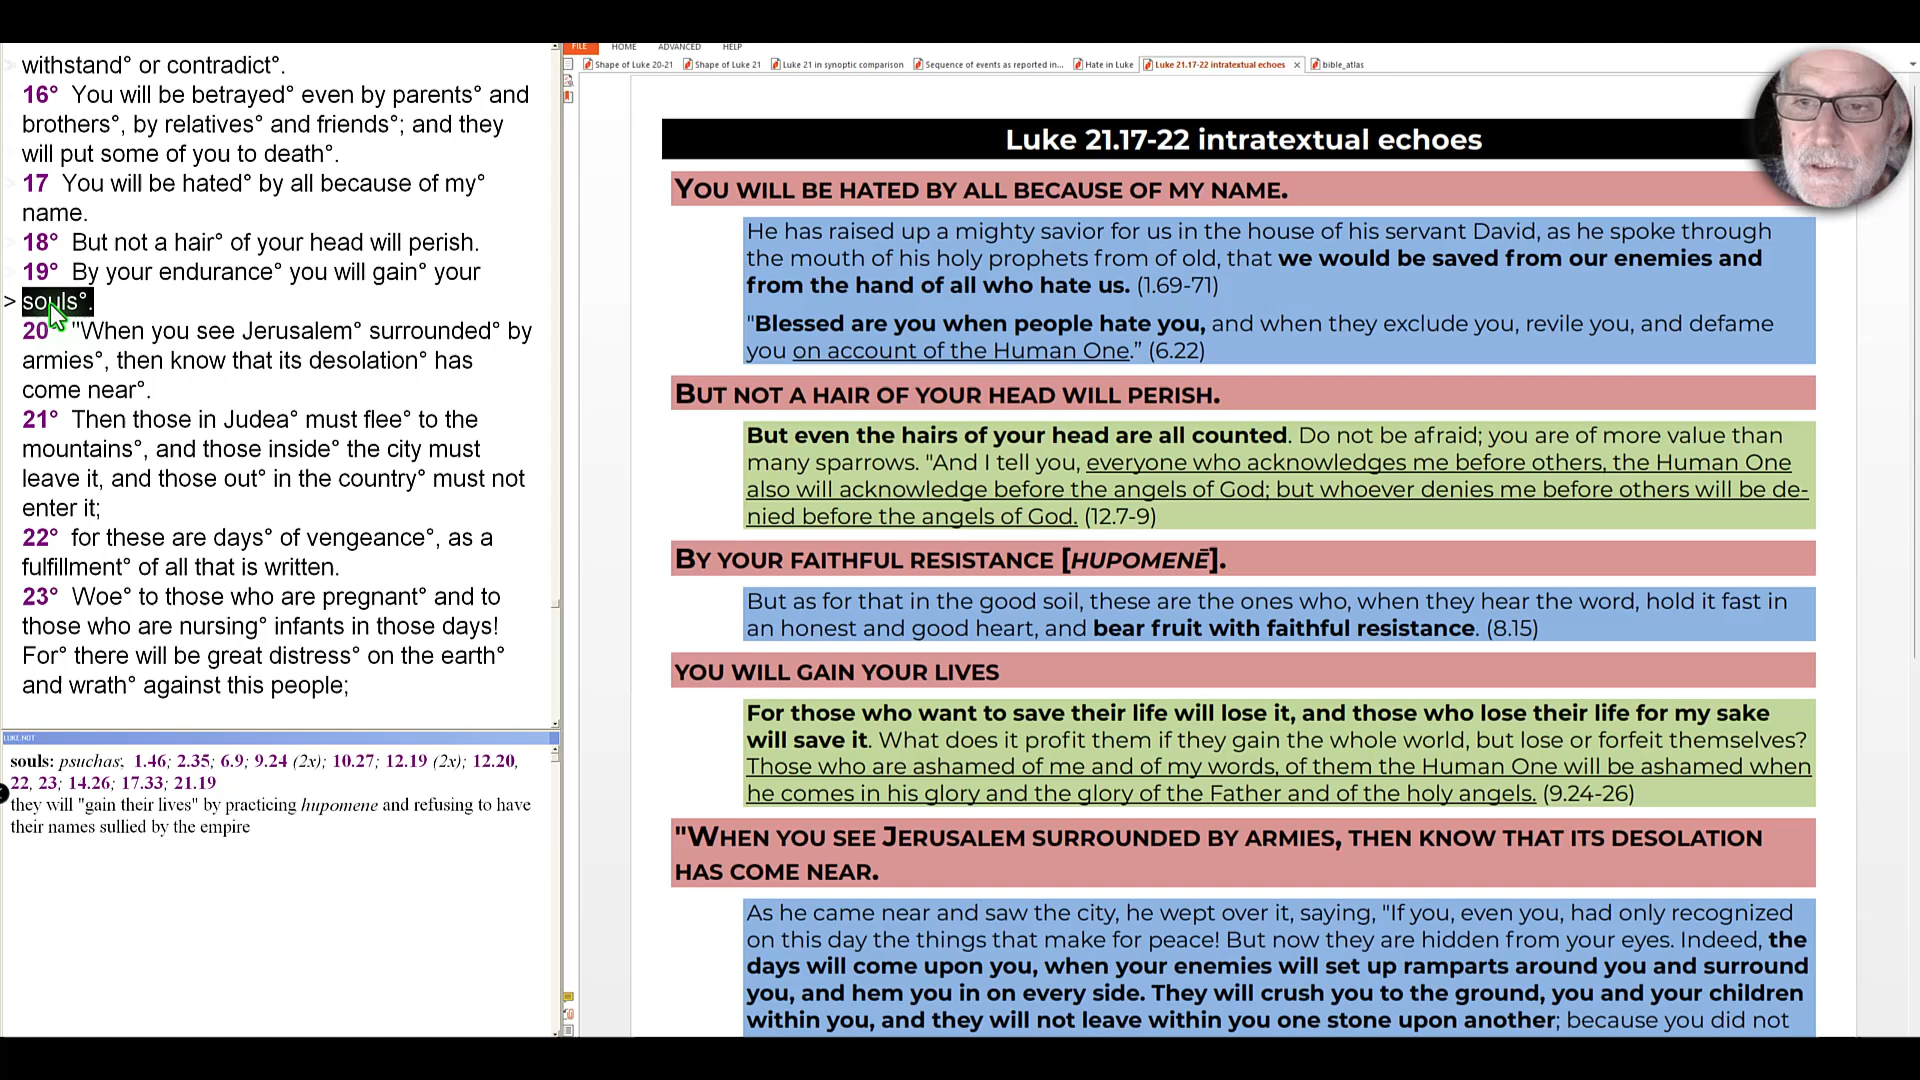 withstand° or contradict°.
16° You will be betrayed° even by parents° and
brothers°, by relatives° and friends°; and they
will put some of you to death°.
17 You will be hated° by all because of my°
name.
18° But not a hair° of your head will perish.
19° By your endurance° you will gain° your
> souls°.
20° "When you see Jerusalem° surrounded° by
armies°, then know that its desolation° has
come near°.
21° Then those in Judea° must flee° to the
mountains°, and those inside° the city must
leave it, and those out° in the country° must not
enter it;
22° for these are days° of vengeance°, as a
fulfillment° of all that is written.
23° Woe° to those who are pregnant° and to
those who are nursing° infants in those days!
For° there will be great distress° on the earth°
and wrath° against this people;
LUKE.NOT
souls: psuchas; 1.46; 2.35; 6.9; 9.24 (2x); 10.27; 12.19 (2x); 12.20,
22, 23; 14.26; 17.33; 21.19
they will "gain their lives" by practicing hupomene and refusing to have
their names sullied by the empire
FILE HOME ADVANCED HELP
Shape of Luke 20-21 Shape of Luke 21 Luke 21 in synoptic comparison Sequence of events as reported in... Hate in Luke Luke 21.17-22 intratextual echoes × bible_atlas
Luke 21.17-22 intratextual echoes
YOU WILL BE HATED BY ALL BECAUSE OF MY NAME.
He has raised up a mighty savior for us in the house of his servant David, as he spoke through
the mouth of his holy prophets from of old, that we would be saved from our enemies and
from the hand of all who hate us. (1.69-71)
"Blessed are you when people hate you, and when they exclude you, revile you, and defame
you on account of the Human One.” (6.22)
BUT NOT A HAIR OF YOUR HEAD WILL PERISH.
But even the hairs of your head are all counted. Do not be afraid; you are of more value than
many sparrows. "And I tell you, everyone who acknowledges me before others, the Human One
also will acknowledge before the angels of God; but whoever denies me before others will be de-
nied before the angels of God. (12.7-9)
BY YOUR FAITHFUL RESISTANCE [HUPOMENĒ].
But as for that in the good soil, these are the ones who, when they hear the word, hold it fast in
an honest and good heart, and bear fruit with faithful resistance. (8.15)
YOU WILL GAIN YOUR LIVES
For those who want to save their life will lose it, and those who lose their life for my sake
will save it. What does it profit them if they gain the whole world, but lose or forfeit themselves?
Those who are ashamed of me and of my words, of them the Human One will be ashamed when
he comes in his glory and the glory of the Father and of the holy angels. (9.24-26)
"WHEN YOU SEE JERUSALEM SURROUNDED BY ARMIES, THEN KNOW THAT ITS DESOLATION
HAS COME NEAR.
As he came near and saw the city, he wept over it, saying, "If you, even you, had only recognized
on this day the things that make for peace! But now they are hidden from your eyes. Indeed, the
days will come upon you, when your enemies will set up ramparts around you and surround
you, and hem you in on every side. They will crush you to the ground, you and your children
within you, and they will not leave within you one stone upon another; because you did not